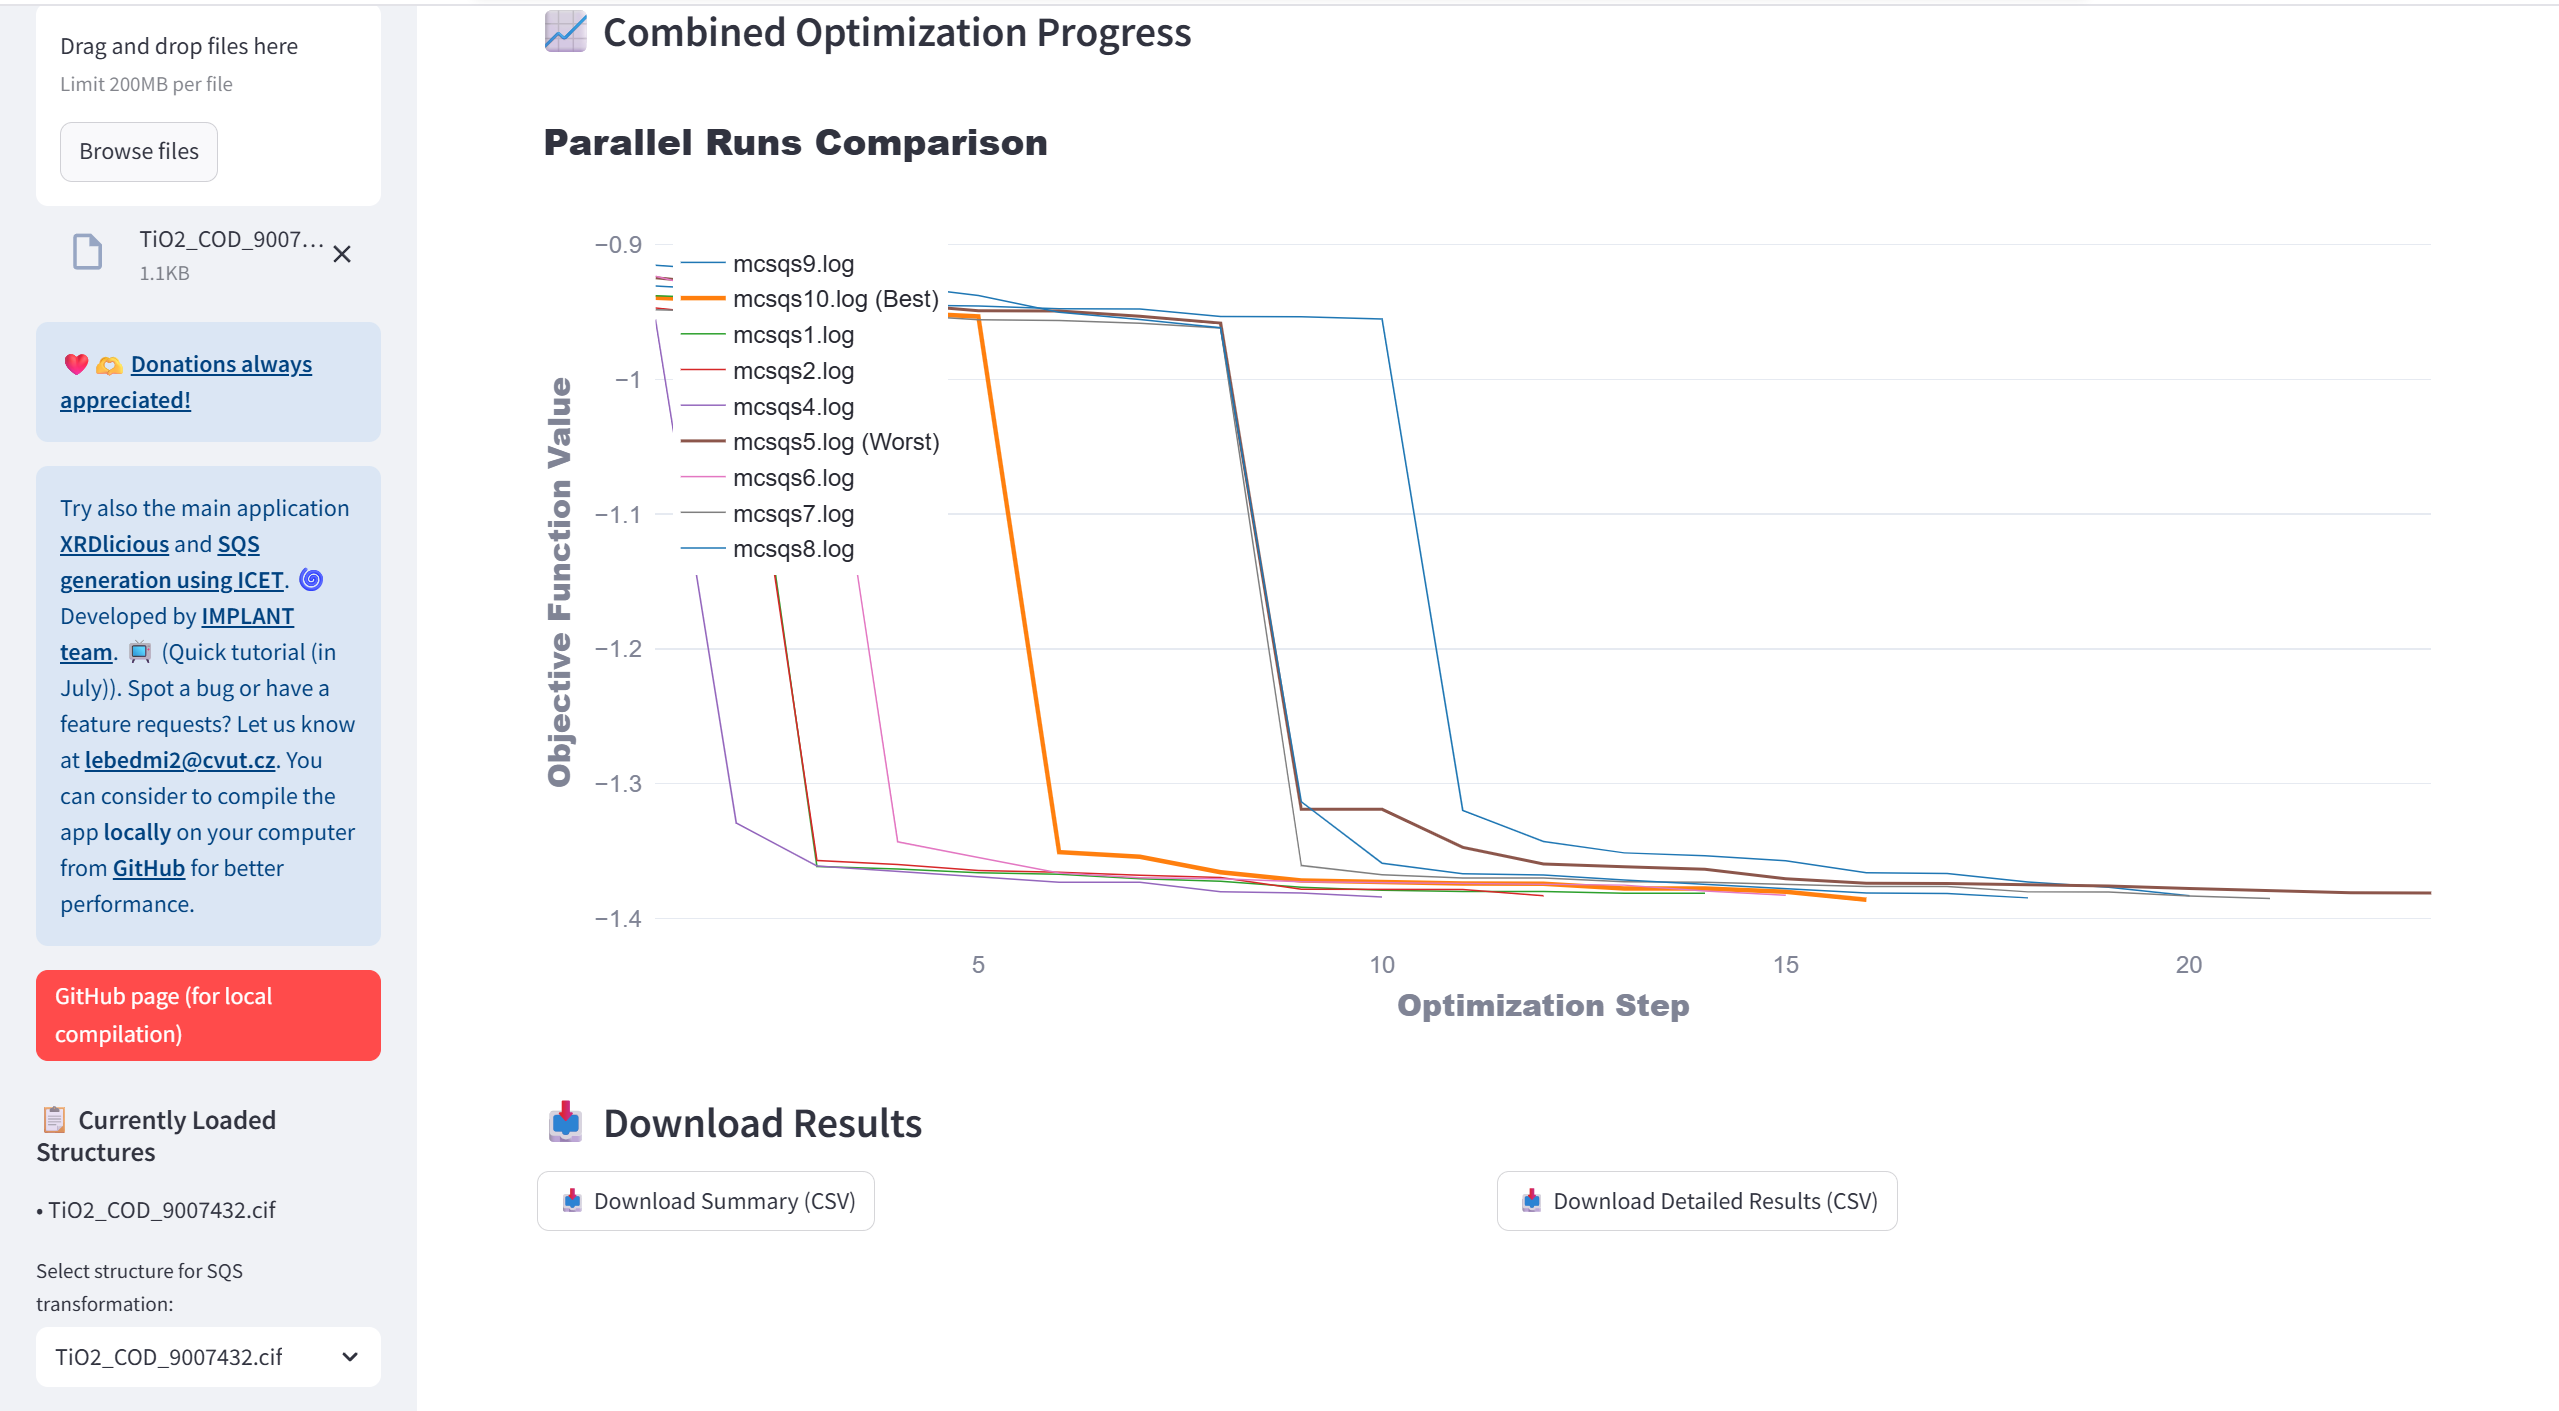 Drag and drop files here
Limit 200MB per file
Browse files
TiO2_COD_9007...
1.1KB
Donations always
appreciated!
Try also the main application
XRDlicious and SQS
generation using ICET.
Developed by IMPLANT
team. (Quick tutorial (in
July)). Spot a bug or have a
feature requests? Let us know
at lebedmi2@cvut.cz. You
can consider to compile the
app locally on your computer
from GitHub for better
performance.
GitHub page (for local
compilation)
Currently Loaded
Structures
• TiO2_COD_9007432.cif
Select structure for SQS
transformation:
TiO2_COD_9007432.cif
Combined Optimization Progress
Parallel Runs Comparison
Objective Function Value
−0.9
−1
−1.1
−1.2
−1.3
−1.4
mcsqs9.log
mcsqs10.log (Best)
mcsqs1.log
mcsqs2.log
mcsqs4.log
mcsqs5.log (Worst)
mcsqs6.log
mcsqs7.log
mcsqs8.log
5 10 15 20
Optimization Step
Download Results
Download Summary (CSV)
Download Detailed Results (CSV)